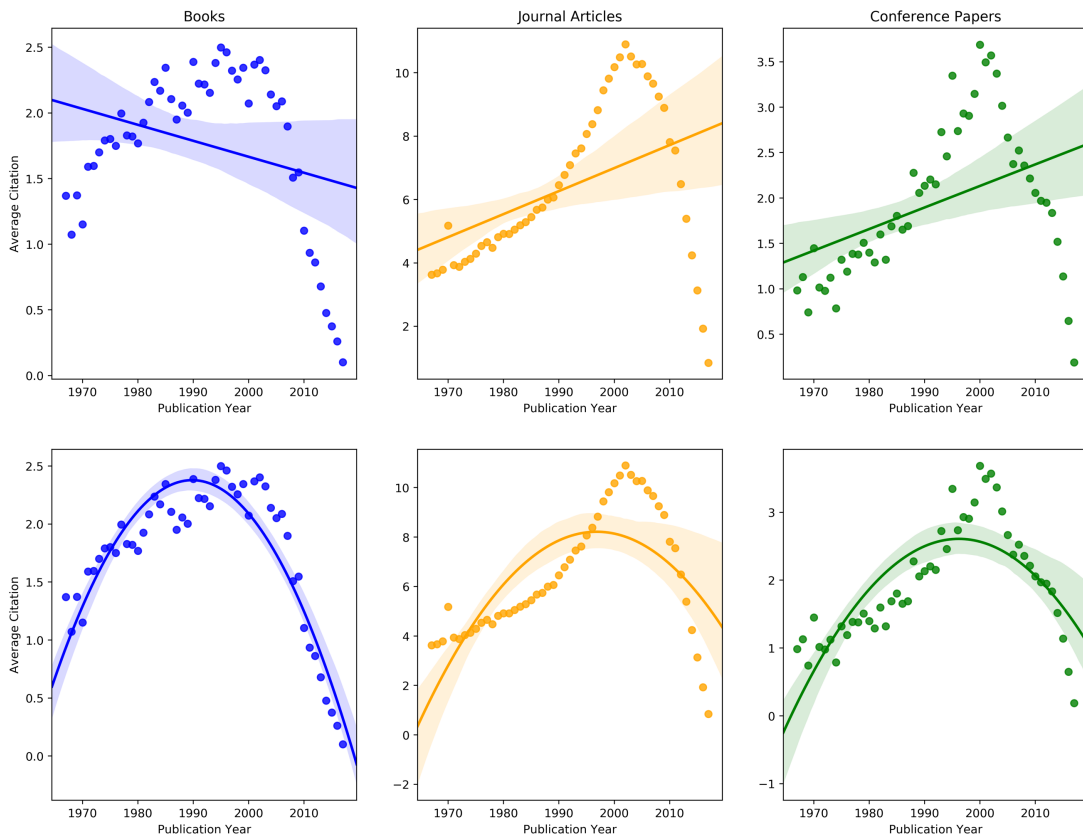 Books
Journal Articles
Conference Papers
Average Citation
2.5
2.0
1.5
1.0
0.5
0.0
1970 1980 1990 2000 2010
Publication Year
10
8
6
4
2
1970 1980 1990 2000 2010
Publication Year
3.5
3.0
2.5
2.0
1.5
1.0
0.5
1970 1980 1990 2000 2010
Publication Year
Average Citation
2.5
2.0
1.5
1.0
0.5
0.0
1970 1980 1990 2000 2010
Publication Year
10
8
6
4
2
0
−2
1970 1980 1990 2000 2010
Publication Year
3
2
1
0
−1
1970 1980 1990 2000 2010
Publication Year